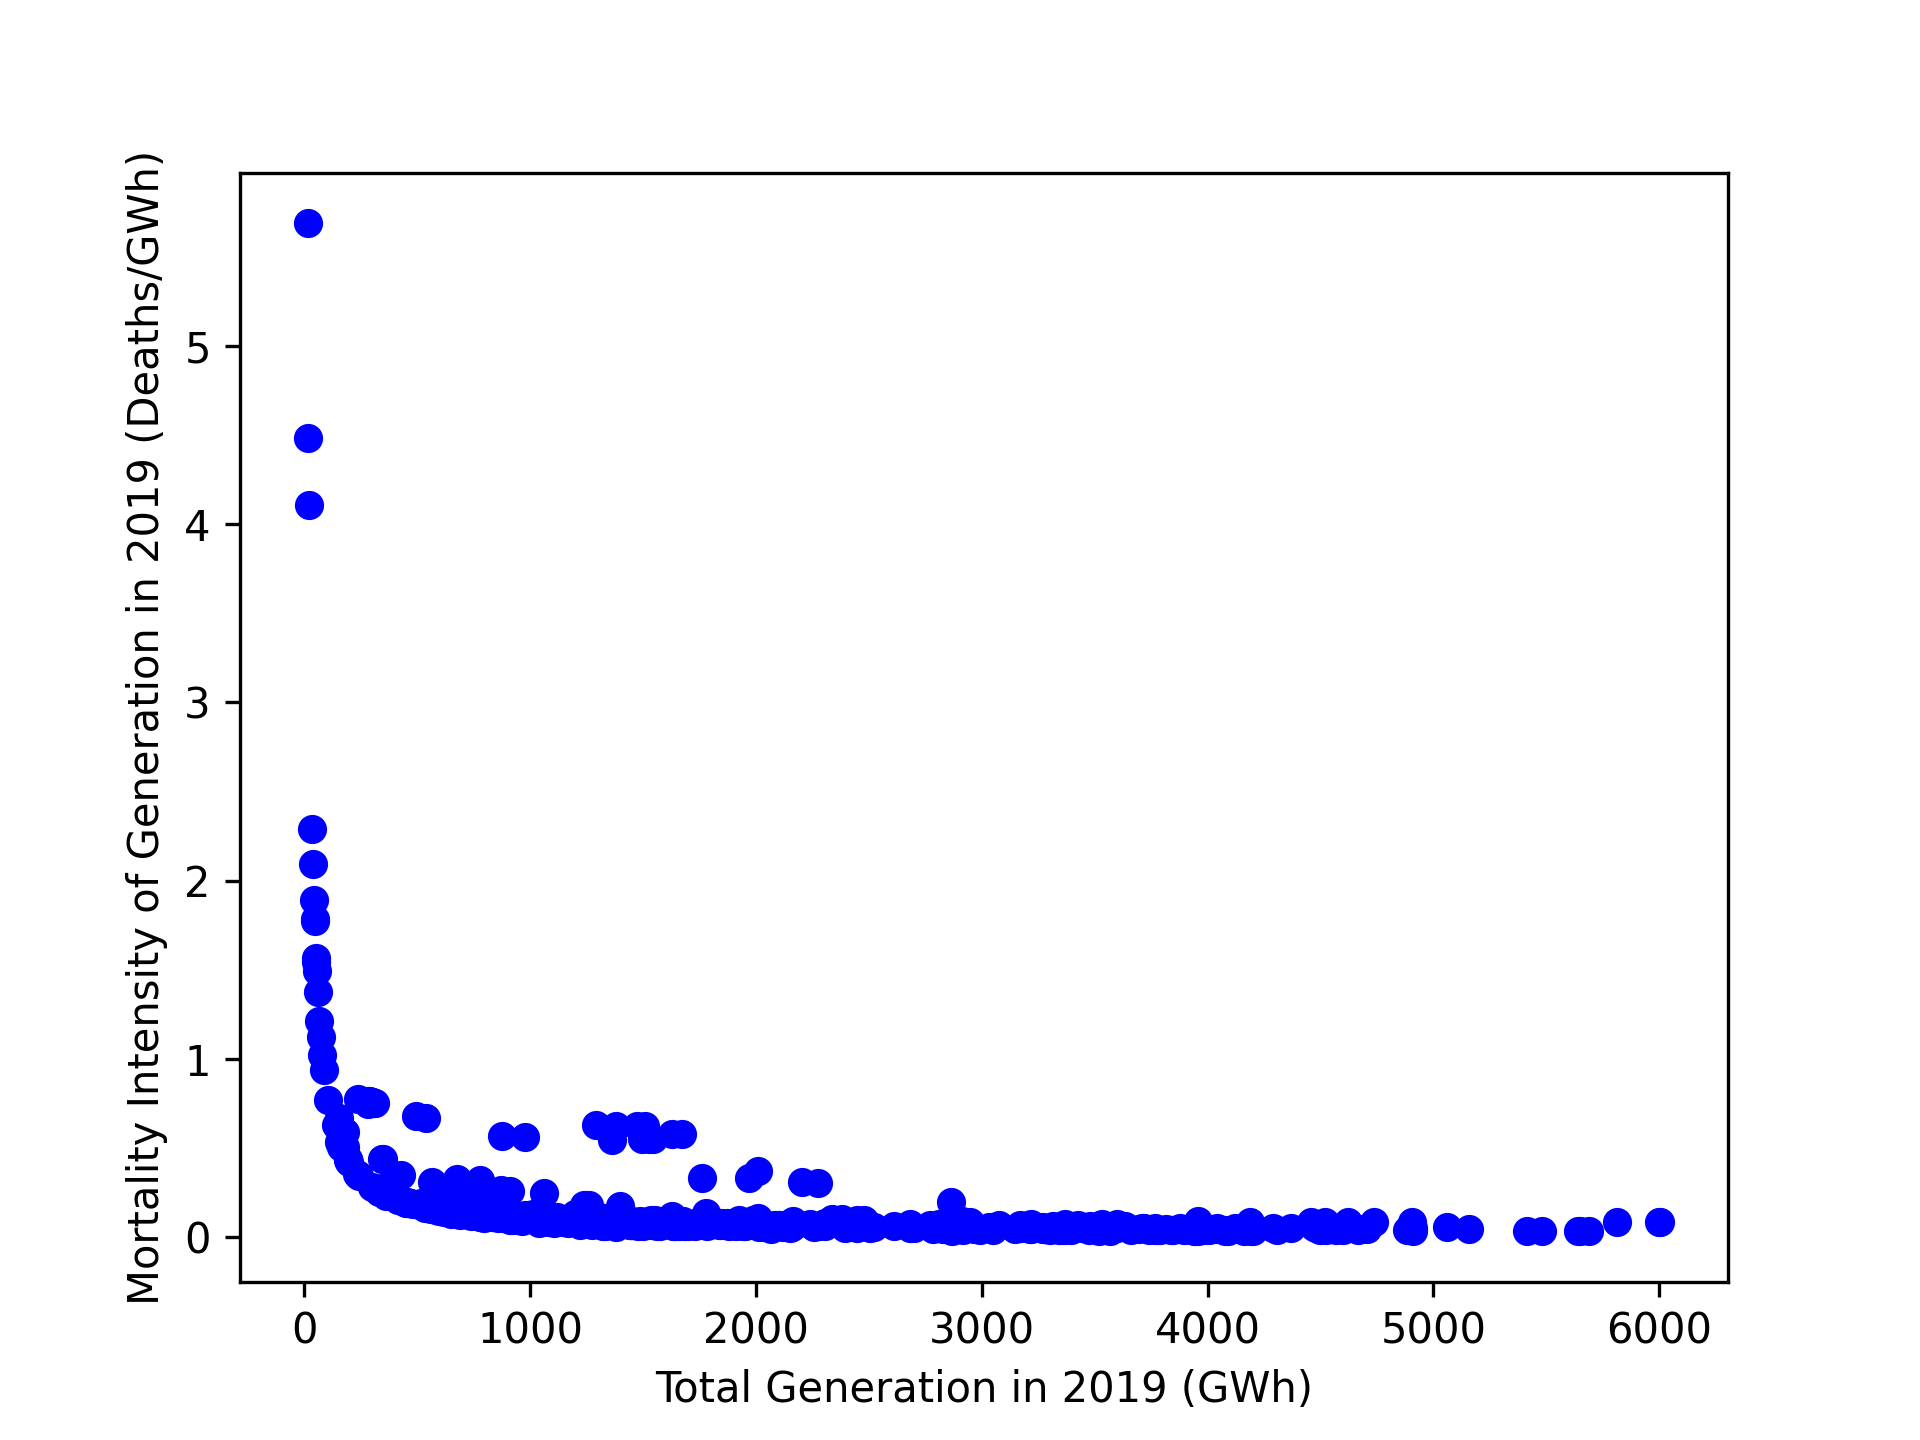 Mortality Intensity of Generation in 2019 (Deaths/GWh)
5
4
3
2
1
0
0 1000 2000 3000 4000 5000 6000
Total Generation in 2019 (GWh)